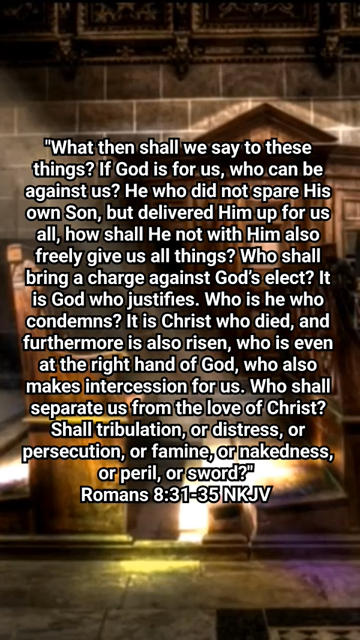 "What then shall we say to these
things? If God is for us, who can be
against us? He who did not spare His
own Son, but delivered Him up for us
all, how shall He not with Him also
freely give us all things? Who shall
bring a charge against God's elect? It
is God who justifies. Who is he who
condemns? It is Christ who died, and
furthermore is also risen, who is even
at the right hand of God, who also
makes intercession for us. Who shall
separate us from the love of Christ?
Shall tribulation, or distress, or
persecution, or famine, or nakedness,
or peril, or sword?"
Romans 8:31-35 NKJV